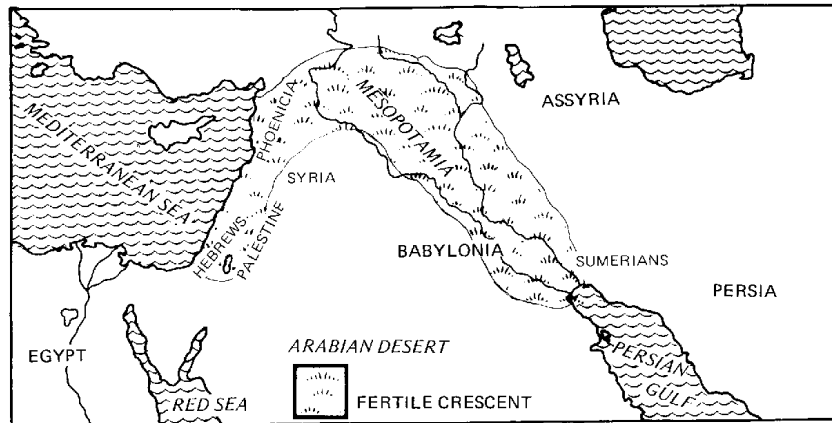 ASSYRIA
MESOPOTAMIA
PHOENICIA
MEDITERRANEAN SEA
SYRIA
HEBREWS
PALESTINE
BABYLONIA
SUMERIANS
PERSIA
EGYPT
ARABIAN DESERT
PERSIAN
GULF
RED SEA
FERTILE CRESCENT